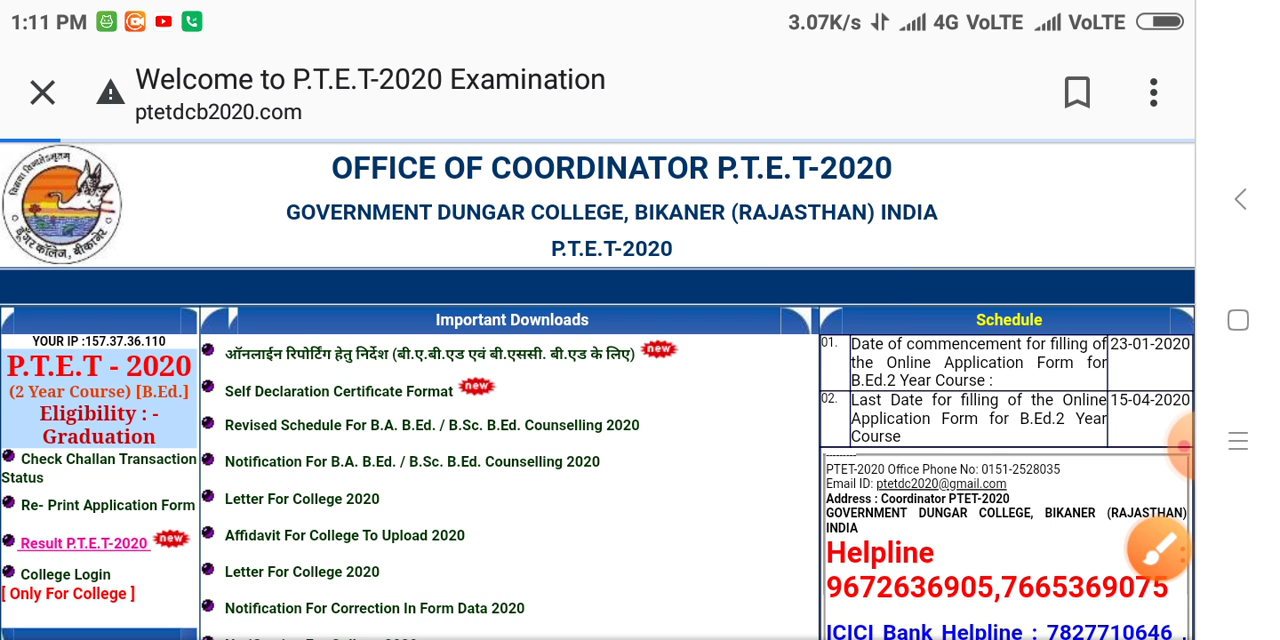 1:11 PM
3.07K/s 4G VoLTE VoLTE
Welcome to P.T.E.T-2020 Examination
ptetdcb2020.com
OFFICE OF COORDINATOR P.T.E.T-2020
GOVERNMENT DUNGAR COLLEGE, BIKANER (RAJASTHAN) INDIA
P.T.E.T-2020
डूँगर कॉलेज, बीकानेर
YOUR IP :157.37.36.110
P.T.E.T - 2020
(2 Year Course) [B.Ed.]
Eligibility : -
Graduation
Check Challan Transaction
Status
Re- Print Application Form
Result P.T.E.T-2020 new
College Login
[ Only For College ]
Important Downloads
ऑनलाईन रिपोर्टिंग हेतु निर्देश (बी.ए.बी.एड एवं बी.एससी. बी.एड के लिए) new
Self Declaration Certificate Format new
Revised Schedule For B.A. B.Ed. / B.Sc. B.Ed. Counselling 2020
Notification For B.A. B.Ed. / B.Sc. B.Ed. Counselling 2020
Letter For College 2020
Affidavit For College To Upload 2020
Letter For College 2020
Notification For Correction In Form Data 2020
Schedule
01. Date of commencement for filling of 23-01-2020
the Online Application Form for
B.Ed.2 Year Course :
02. Last Date for filling of the Online 15-04-2020
Application Form for B.Ed.2 Year
Course
---------
PTET-2020 Office Phone No: 0151-2528035
Email ID: ptetdc2020@gmail.com
Address : Coordinator PTET-2020
GOVERNMENT DUNGAR COLLEGE, BIKANER (RAJASTHAN)
INDIA
Helpline
9672636905,7665369075
ICICI Bank Helpline : 7827710646 ,